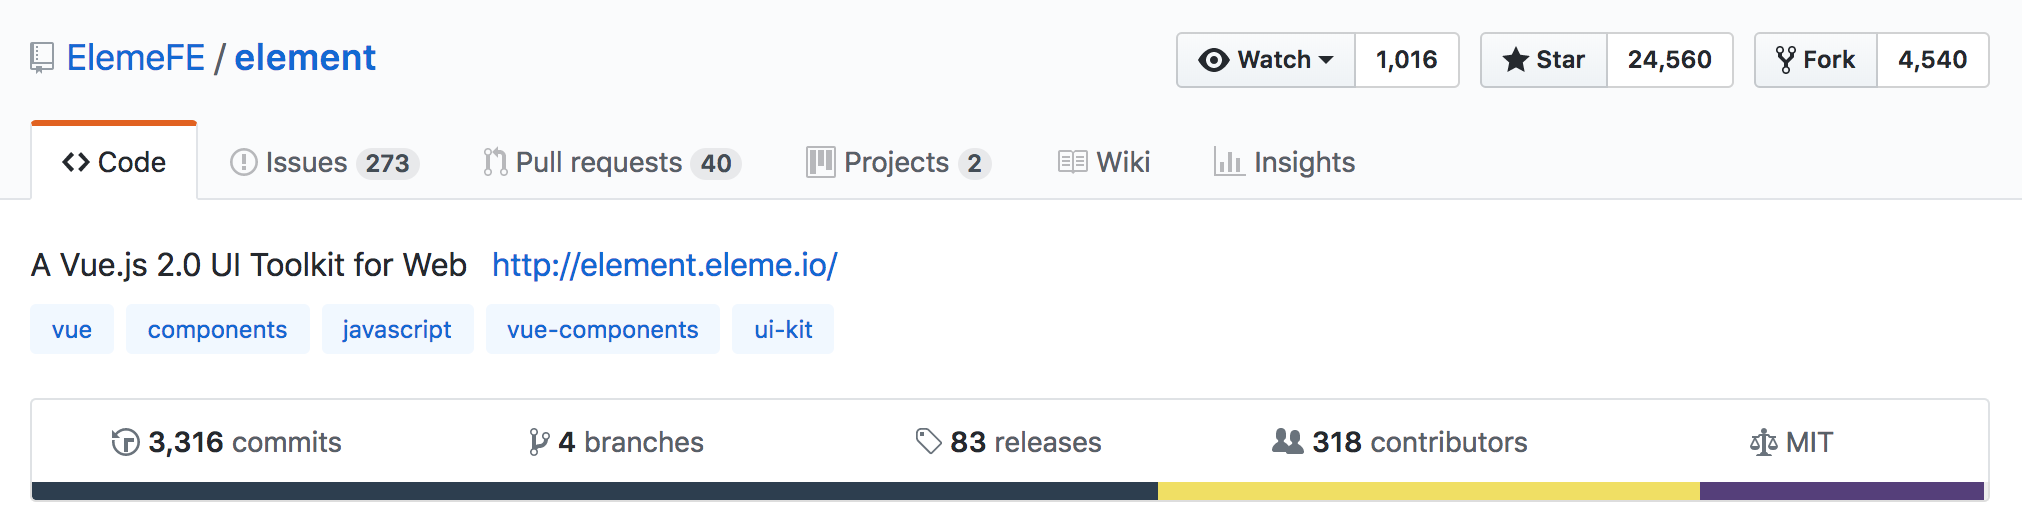 ElemeFE / element Watch 1,016 Star 24,560 Fork 4,540
Code Issues 273 Pull requests 40 Projects 2 Wiki Insights
A Vue.js 2.0 UI Toolkit for Web http://element.eleme.io/
vue components javascript vue-components ui-kit
3,316 commits 4 branches 83 releases 318 contributors MIT